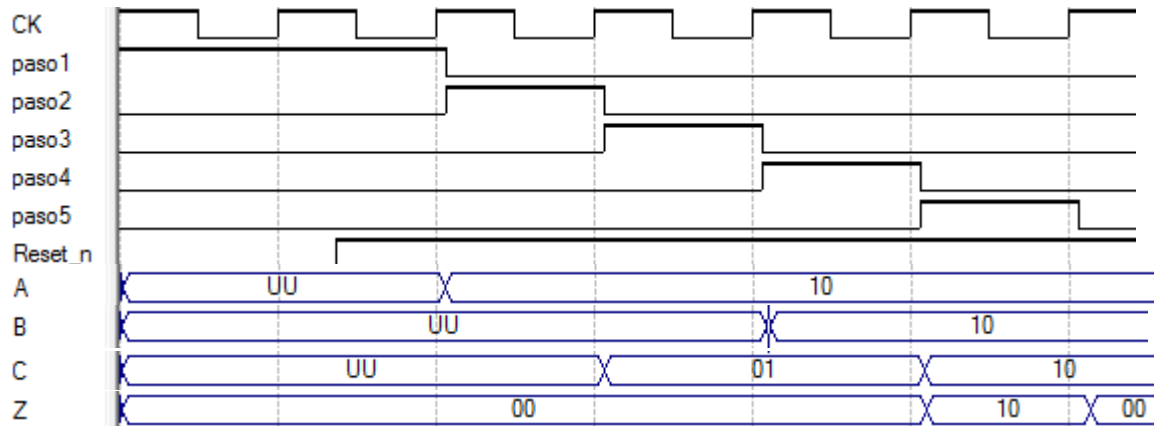 CK
paso1
paso2
paso3
paso4
paso5
Reset_n
A UU 10
B UU 10
C UU 01 10
Z 00 10 00